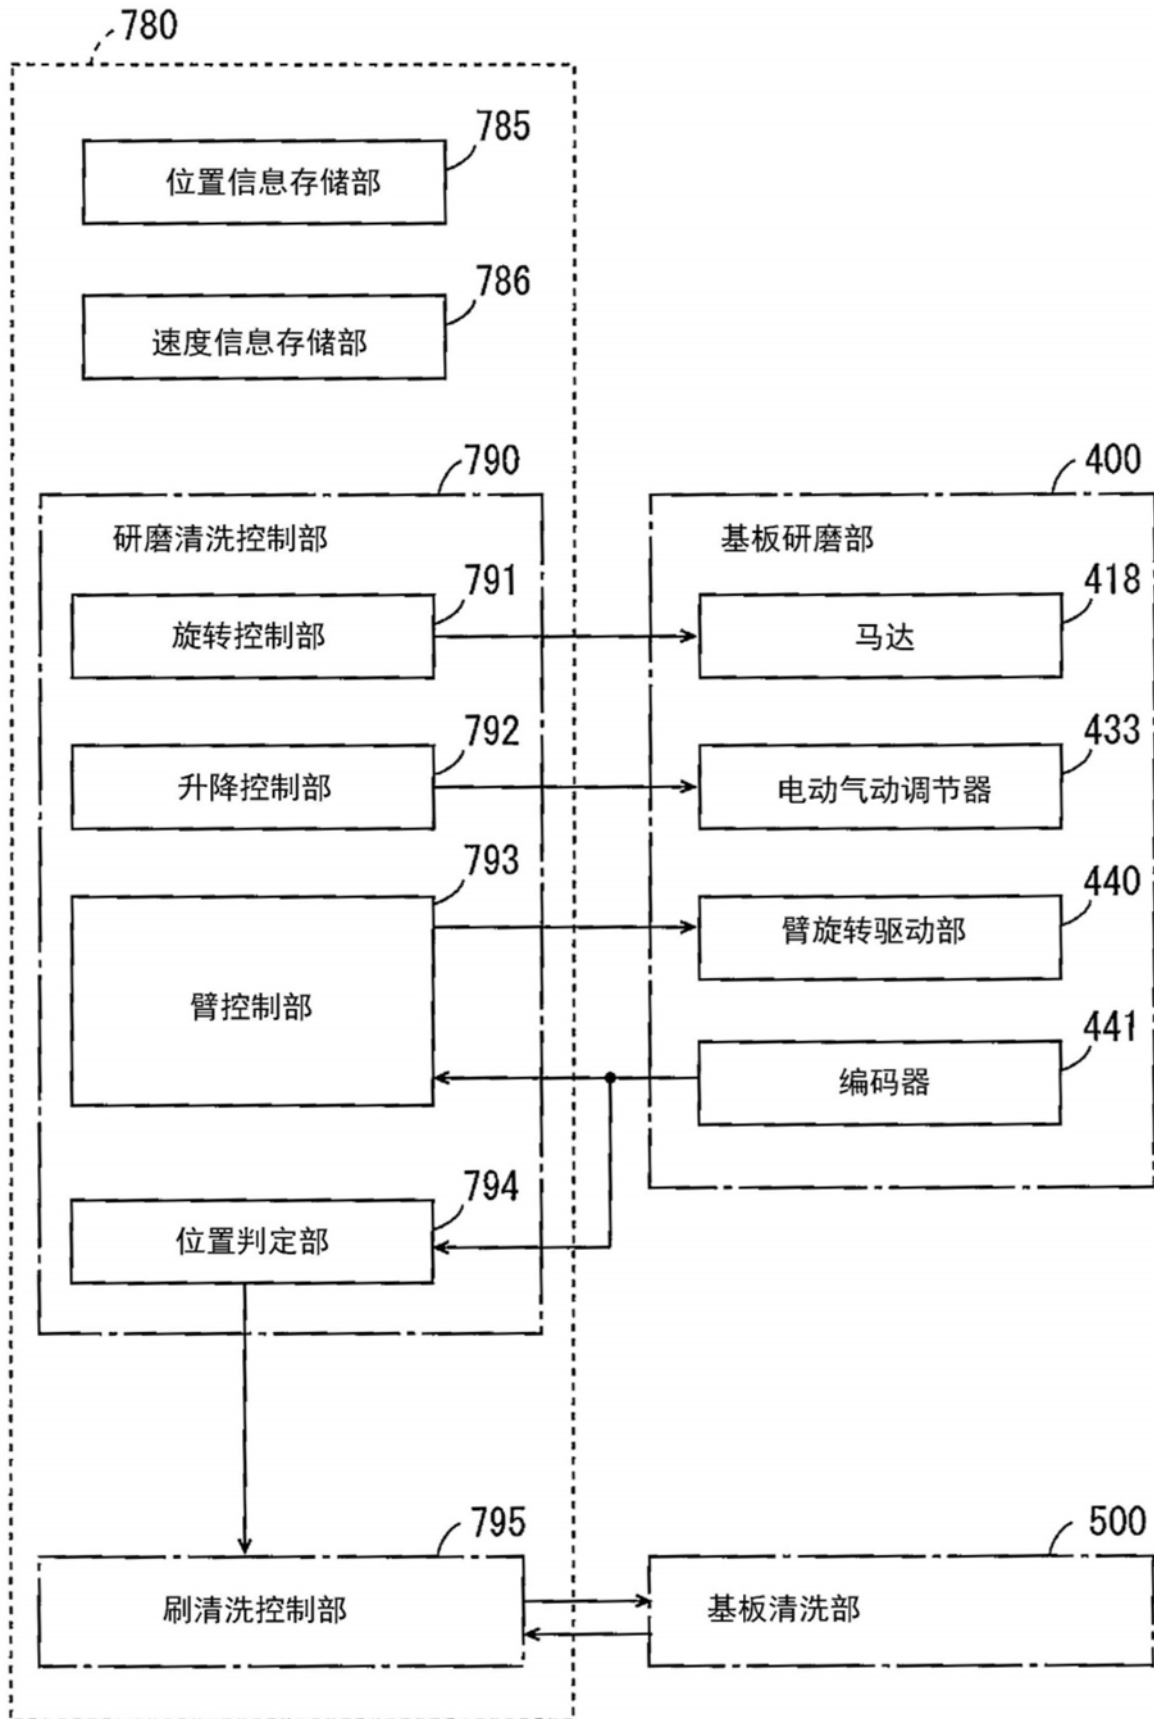 780
785
位置信息存储部
786
速度信息存储部
790
400
研磨清洗控制部
基板研磨部
791
418
旋转控制部
马达
792
433
升降控制部
电动气动调节器
793
440
臂旋转驱动部
臂控制部
441
编码器
794
位置判定部
795
500
刷清洗控制部
基板清洗部